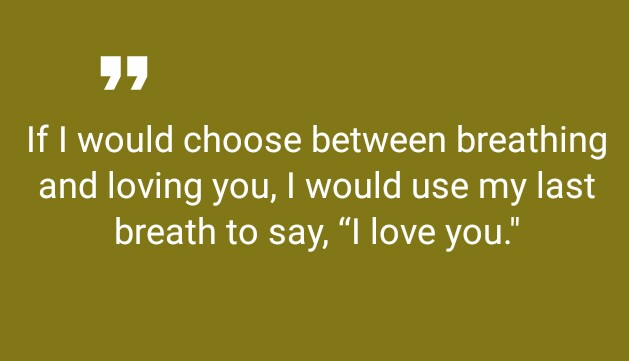 ”
If I would choose between breathing
and loving you, I would use my last
breath to say, “I love you."